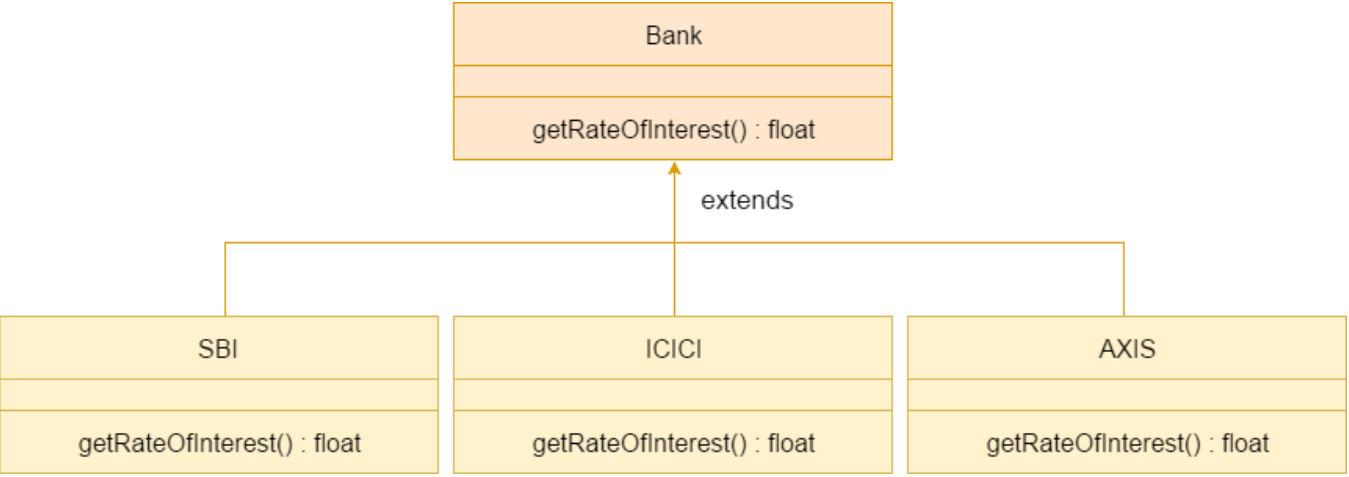 Bank
getRateOfInterest() : float
extends
SBI
ICICI
AXIS
getRateOfInterest() : float
getRateOfInterest() : float
getRateOfInterest() : float